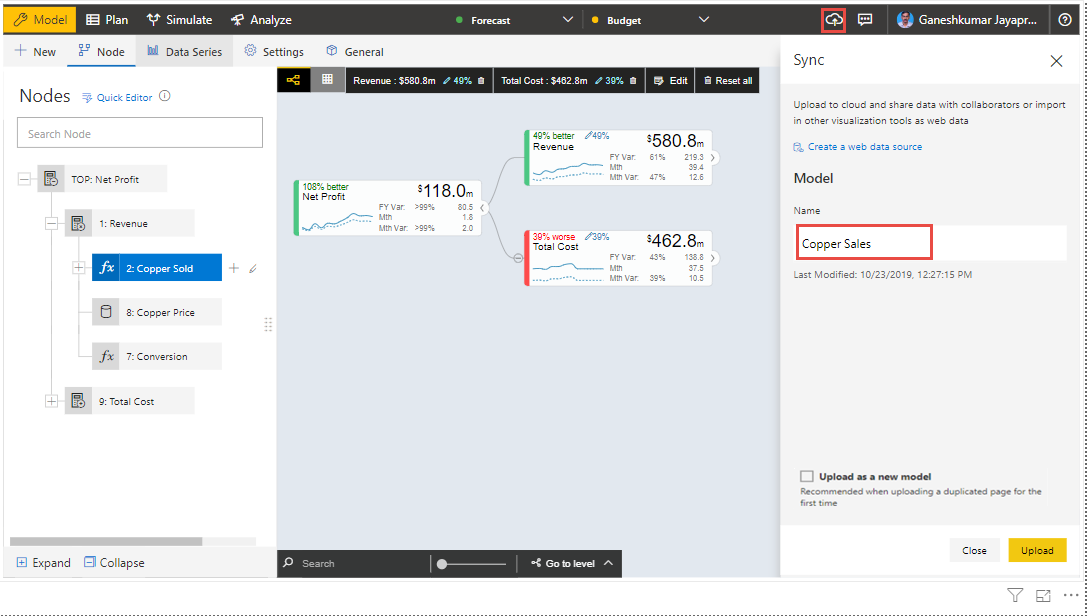 Model Plan Simulate Analyze Forecast Budget Ganeshkumar Jayapr...
New Node Data Series Settings General
Nodes Quick Editor
Search Node
TOP: Net Profit
1: Revenue
2: Copper Sold
8: Copper Price
7: Conversion
9: Total Cost
Expand Collapse
Revenue : $580.8m 49% Total Cost : $462.8m 39% Edit Reset all
108% better
Net Profit
$118.0m
FY Var: >99% 80.5
Mth 1.8
Mth Var: >99% 2.0
49% better 49%
Revenue
$580.8m
FY Var: 61% 219.3
Mth 39.4
Mth Var: 47% 12.6
39% worse 39%
Total Cost
$462.8m
FY Var: 43% 138.8
Mth 37.5
Mth Var: 39% 10.5
Search Go to level
Sync
Upload to cloud and share data with collaborators or import
in other visualization tools as web data
Create a web data source
Model
Name
Copper Sales
Last Modified: 10/23/2019, 12:27:15 PM
Upload as a new model
Recommended when uploading a duplicated page for the
first time
Close Upload